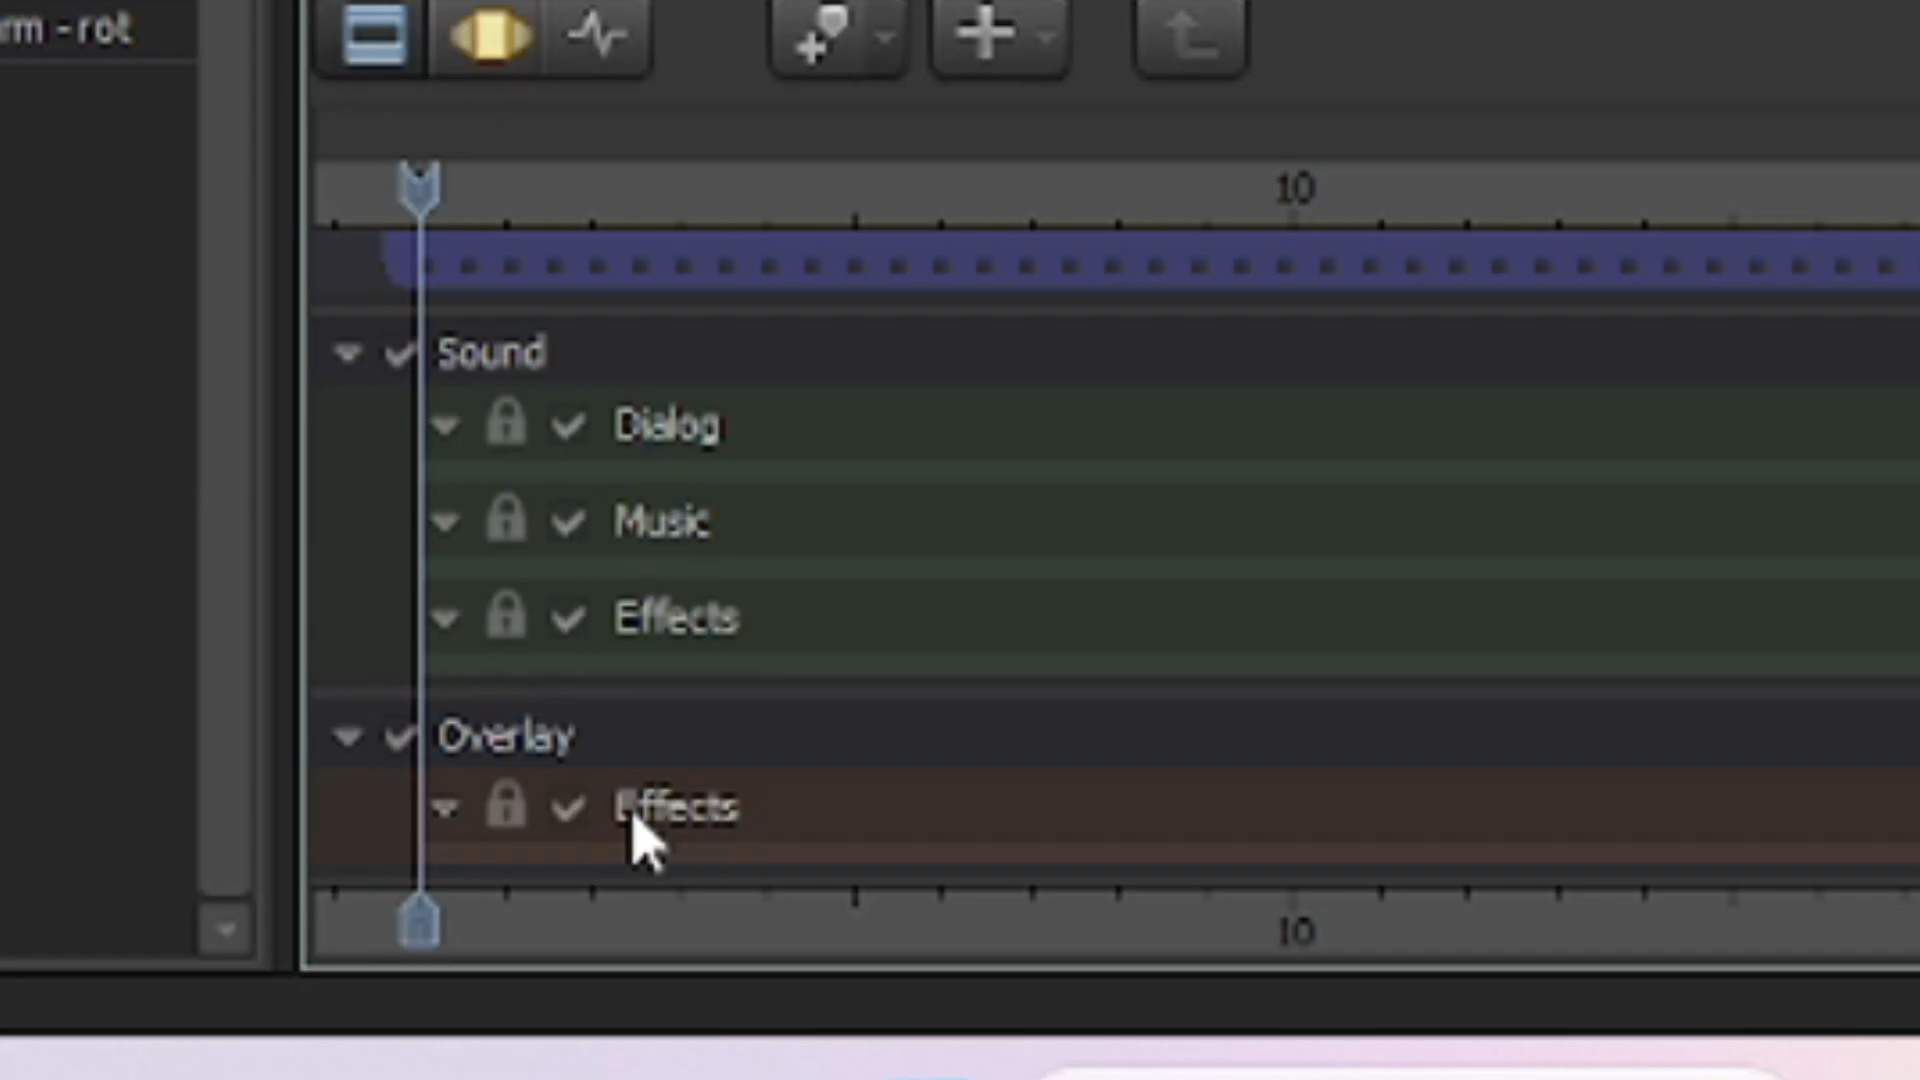 rm - rot
10
Sound
Dialog
Music
Effects
Overlay
Effects
10